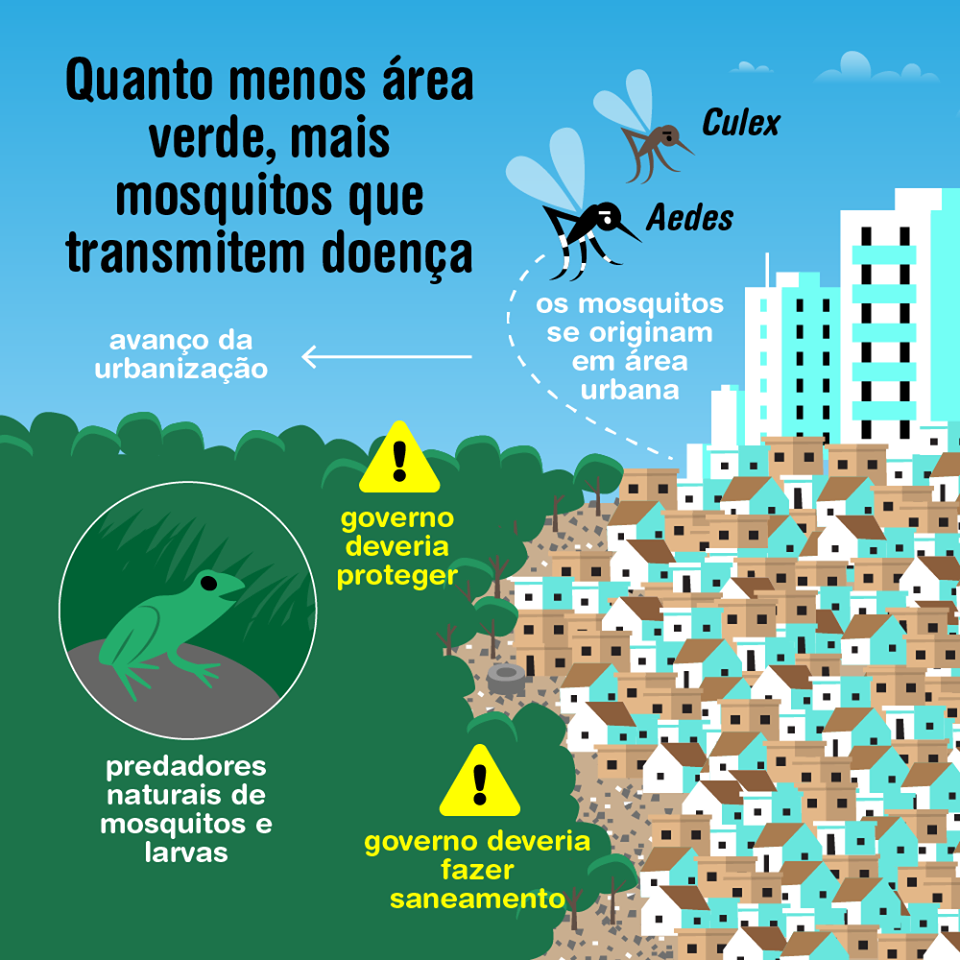 Quanto menos área
verde, mais
mosquitos que
transmitem doença
Culex
Aedes
os mosquitos
se originam
em área
urbana
avanço da
urbanização
!
governo
deveria
proteger
predadores
naturais de
mosquitos e
larvas
!
governo deveria
fazer
saneamento